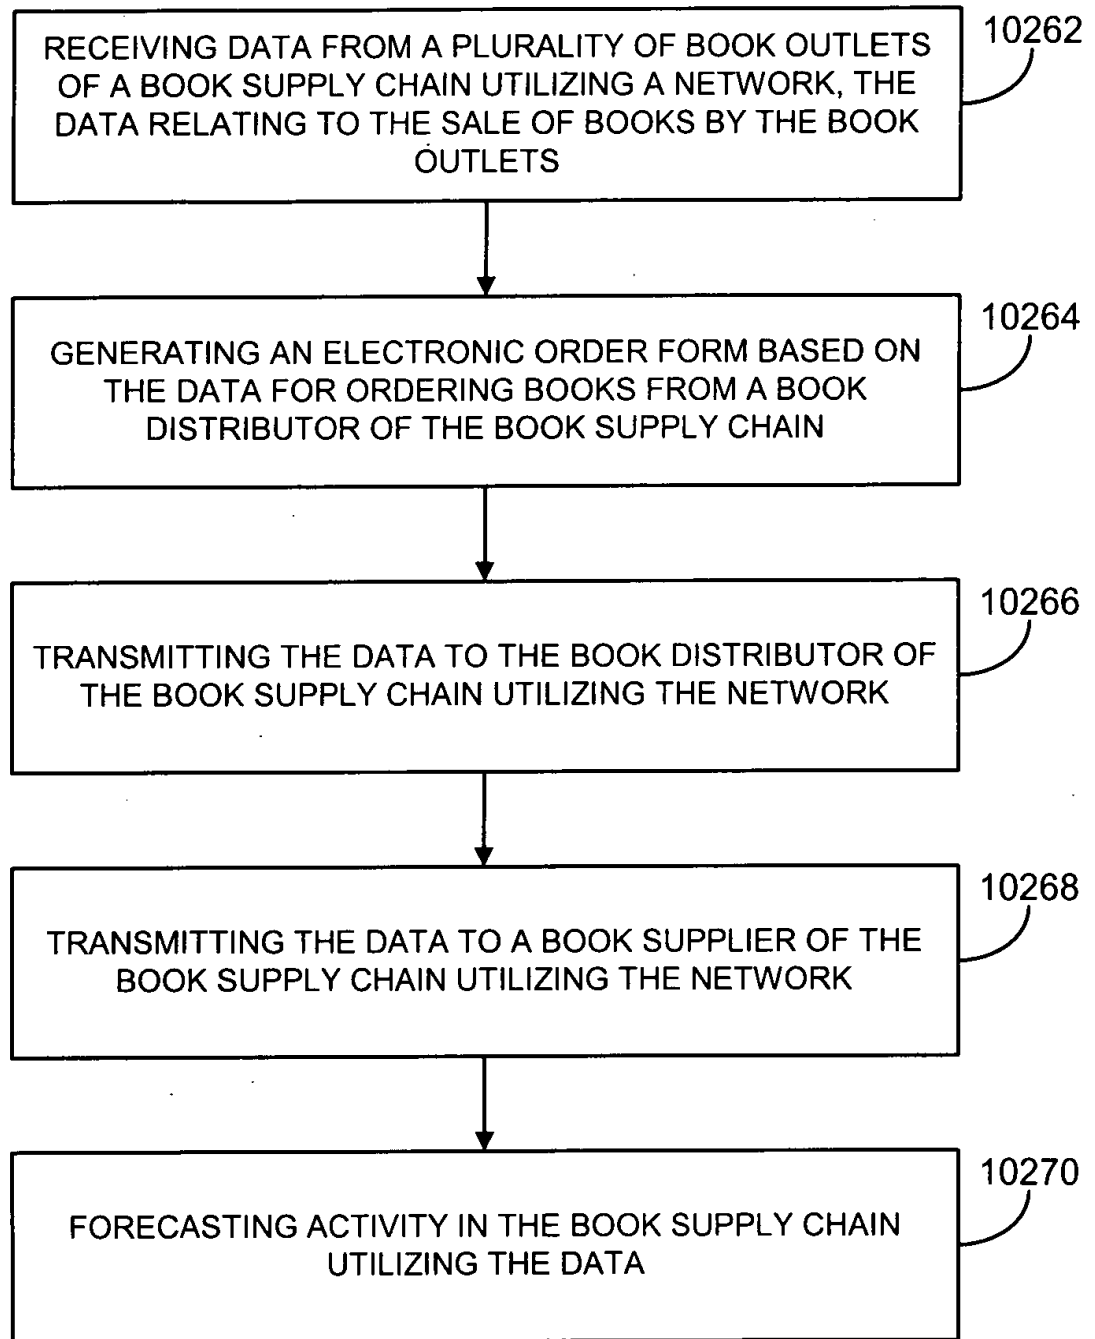 RECEIVING DATA FROM A PLURALITY OF BOOK OUTLETS
OF A BOOK SUPPLY CHAIN UTILIZING A NETWORK, THE
DATA RELATING TO THE SALE OF BOOKS BY THE BOOK
OUTLETS
10262
GENERATING AN ELECTRONIC ORDER FORM BASED ON
THE DATA FOR ORDERING BOOKS FROM A BOOK
DISTRIBUTOR OF THE BOOK SUPPLY CHAIN
10264
TRANSMITTING THE DATA TO THE BOOK DISTRIBUTOR OF
THE BOOK SUPPLY CHAIN UTILIZING THE NETWORK
10266
TRANSMITTING THE DATA TO A BOOK SUPPLIER OF THE
BOOK SUPPLY CHAIN UTILIZING THE NETWORK
10268
FORECASTING ACTIVITY IN THE BOOK SUPPLY CHAIN
UTILIZING THE DATA
10270